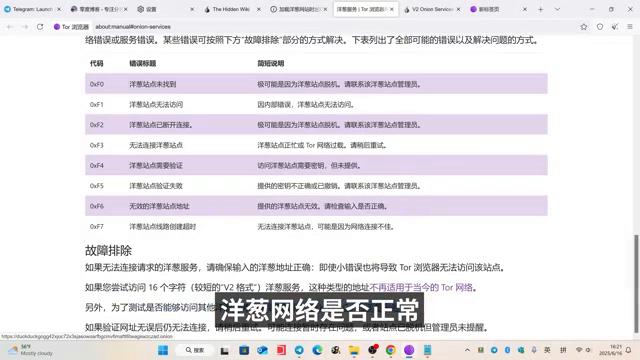 Telegram: Launch
零度博客 - 专注分
设置
The Hidden Wiki
加载洋葱网站时出
洋葱服务 | Tor 浏览
V2 Onion Servic
新标签页
Tor 浏览器 about:manual#onion-services
络错误或服务错误。某些错误可按照下方"故障排除"部分的方式解决。下表列出了全部可能的错误以及解决问题的方式。
代码 错误标题 简短说明
0xF0 洋葱站点未找到 极可能是因为洋葱站点脱机。请联系该洋葱站点管理员。
0xF1 洋葱站点无法访问 因内部错误,洋葱站点无法访问。
0xF2 洋葱站点已断开连接。 极可能是因为洋葱站点脱机。请联系该洋葱站点管理员。
0xF3 无法连接洋葱站点 洋葱站点正忙或 Tor 网络过载。请稍后重试。
0xF4 洋葱站点需要验证 访问洋葱站点需要密钥,但未提供。
0xF5 洋葱站点验证失败 提供的密钥不正确或已撤销。请联系该洋葱站点管理员。
0xF6 无效的洋葱站点地址 提供的洋葱站点无效。请检查输入是否正确。
0xF7 洋葱站点线路创建超时 无法连接洋葱站点,可能是因为网络连接不佳。
故障排除
如果无法连接请求的洋葱服务,请确保输入的洋葱地址正确:即使小错误也将导致 Tor 浏览器无法访问该站点。
如果您尝试访问 16 个字符(较短的"V2 格式")洋葱服务,这种类型的地址不再适用于当今的 Tor 网络。
另外,为了测试是否能够访问其他
洋葱网络是否正常
如果验证网址无误后仍无法连接,请稍后重试。可能连接暂时存在问题,或者站点已脱机但管理员未提醒。
56°F
Mostly cloudy
搜索
英
拼
16:21
2025/6/16